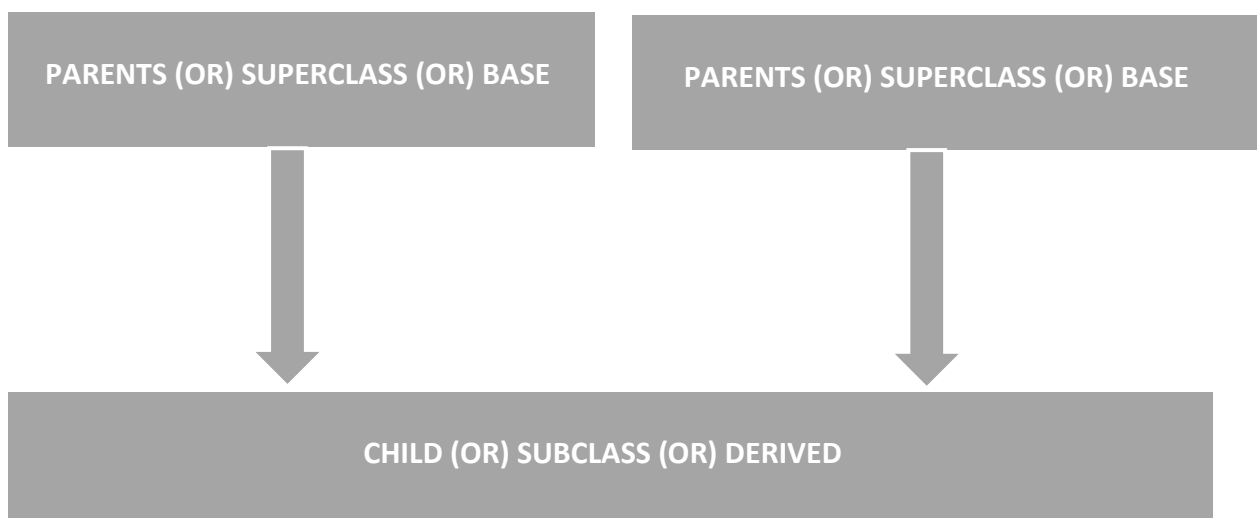 PARENTS (OR) SUPERCLASS (OR) BASE
PARENTS (OR) SUPERCLASS (OR) BASE
CHILD (OR) SUBCLASS (OR) DERIVED